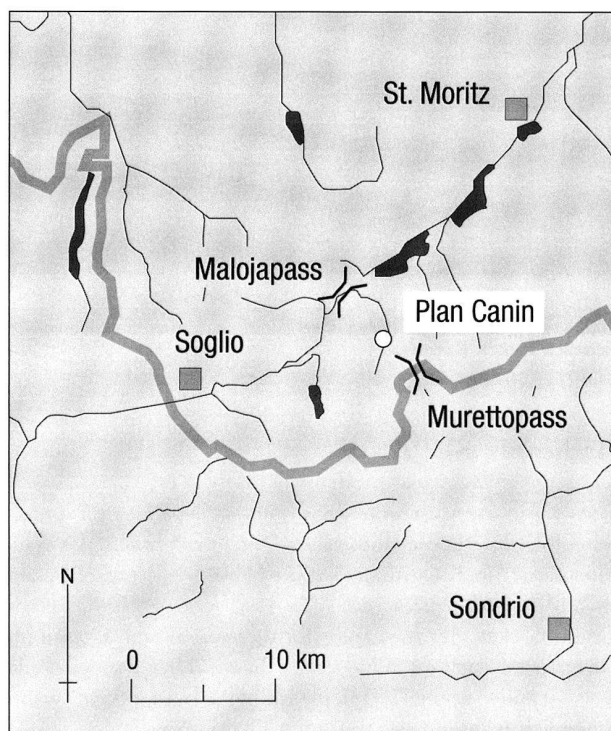 St. Moritz
Malojapass
Plan Canin
Soglio
Murettopass
N
Sondrio
0 10 km